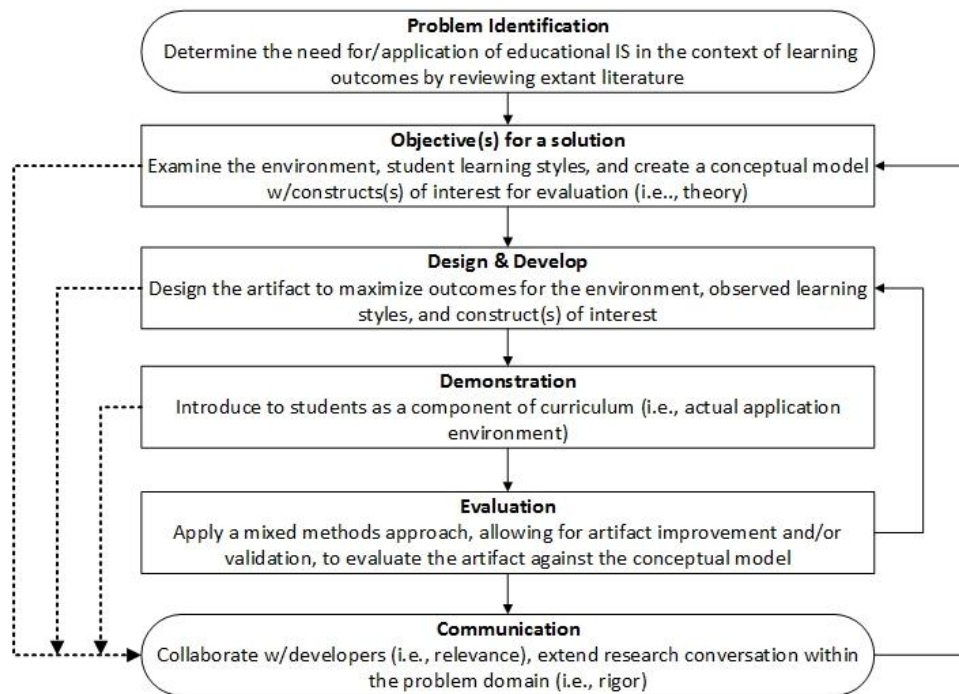 Problem Identification
Determine the need for/application of educational IS in the context of learning
outcomes by reviewing extant literature
Objective(s) for a solution
Examine the environment, student learning styles, and create a conceptual model
w/constructs(s) of interest for evaluation (i.e.., theory)
Design & Develop
Design the artifact to maximize outcomes for the environment, observed learning
styles, and construct(s) of interest
Demonstration
Introduce to students as a component of curriculum (i.e., actual application
environment)
Evaluation
Apply a mixed methods approach, allowing for artifact improvement and/or
validation, to evaluate the artifact against the conceptual model
Communication
Collaborate w/developers (i.e., relevance), extend research conversation within
the problem domain (i.e., rigor)